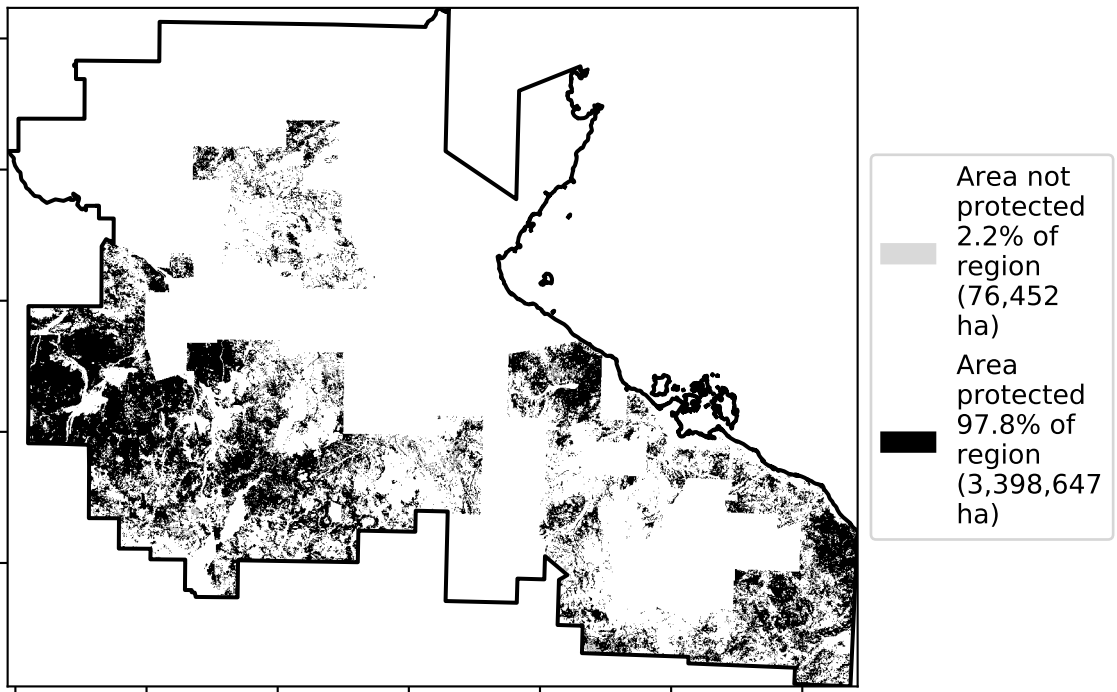 Area not
protected
2.2% of
region
(76,452
ha)
Area
protected
97.8% of
region
(3,398,647
ha)